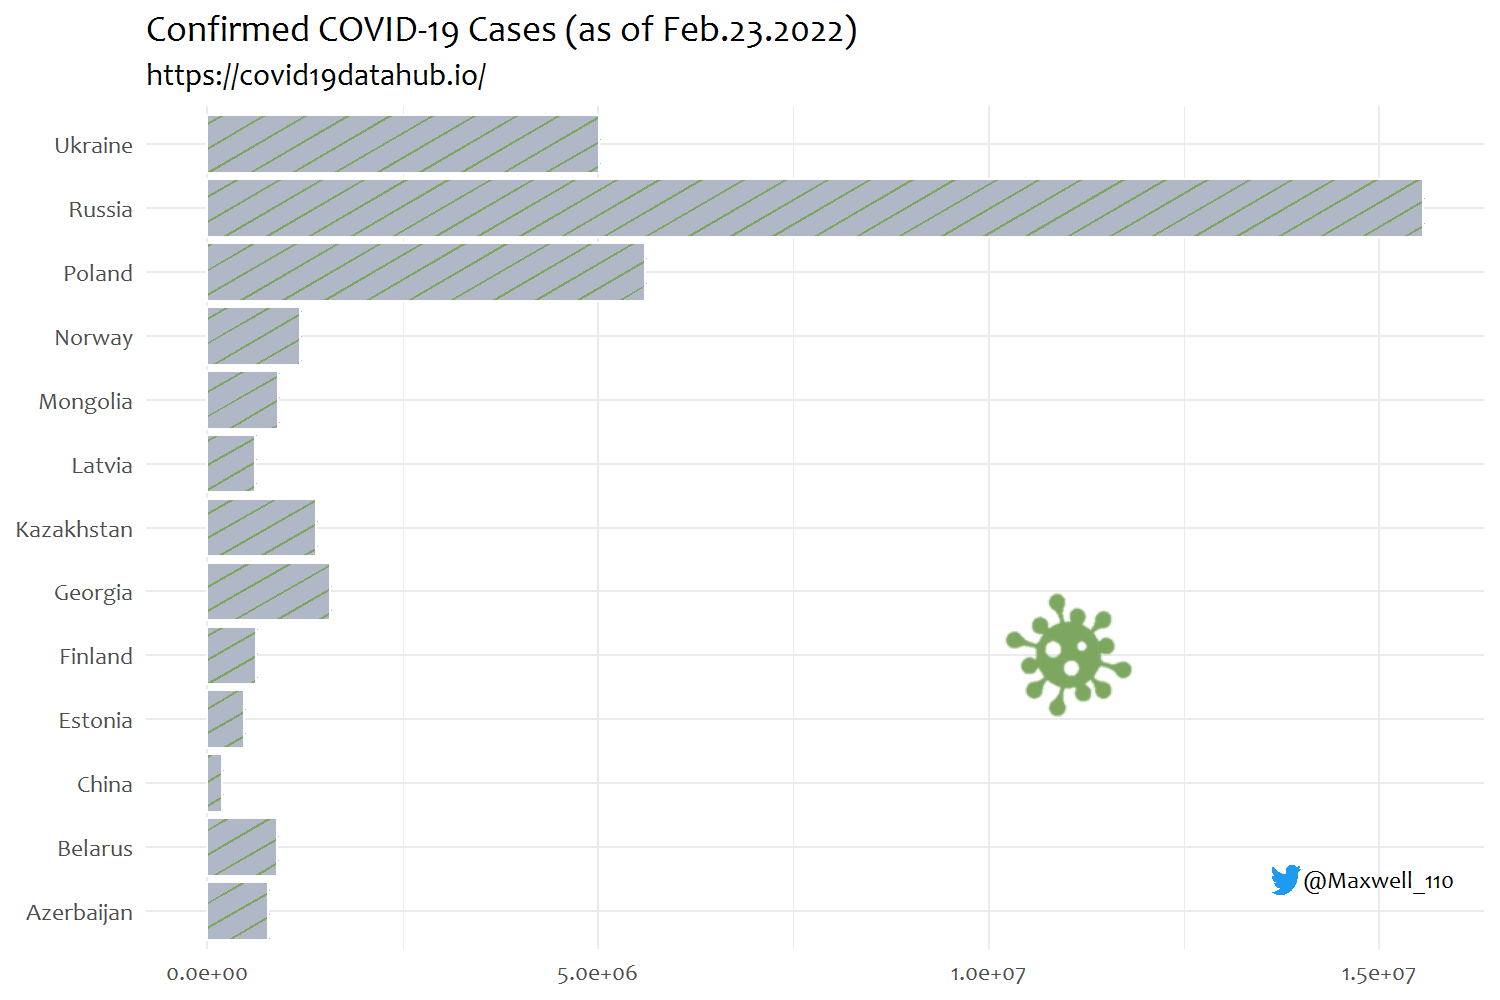 Confirmed COVID-19 Cases (as of Feb.23.2022)
https://covid19datahub.io/
Ukraine
Russia
Poland
Norway
Mongolia
Latvia
Kazakhstan
Georgia
Finland
Estonia
China
Belarus
Azerbaijan
@Maxwell_110
0.0e+00 5.0e+06 1.0e+07 1.5e+07